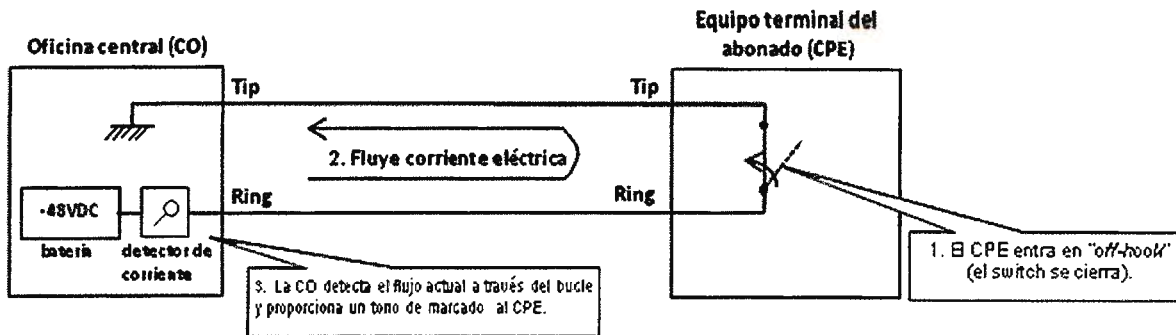 Equipo terminal del
abonado (CPE)
Oficina central (CO)
Tip
Tip
2. Fluye corriente eléctrica
Ring
Ring
-48VDC
batería
detector de
corriente
3. La CO detecta el flujo actual a través del bucle
y proporciona un tono de marcado al CPE.
1. El CPE entra en "off-hook"
(el switch se cierra).